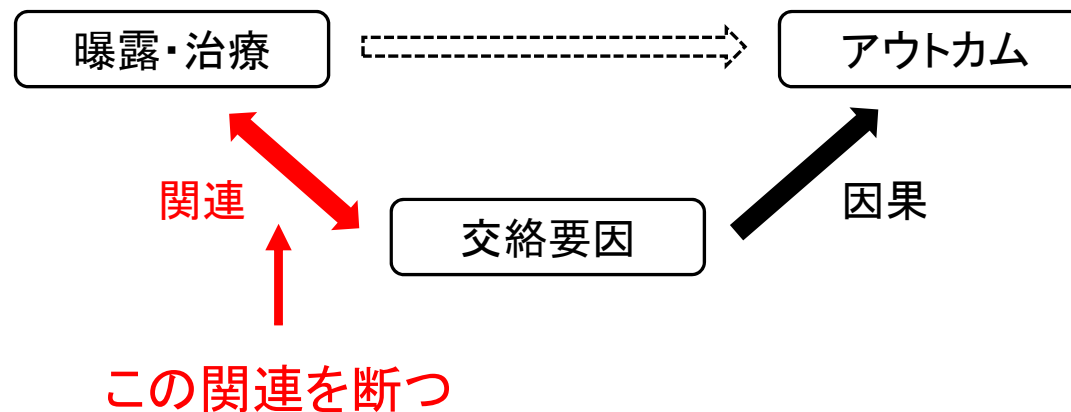 曝露・治療
アウトカム
関連
因果
交絡要因
この関連を断つ